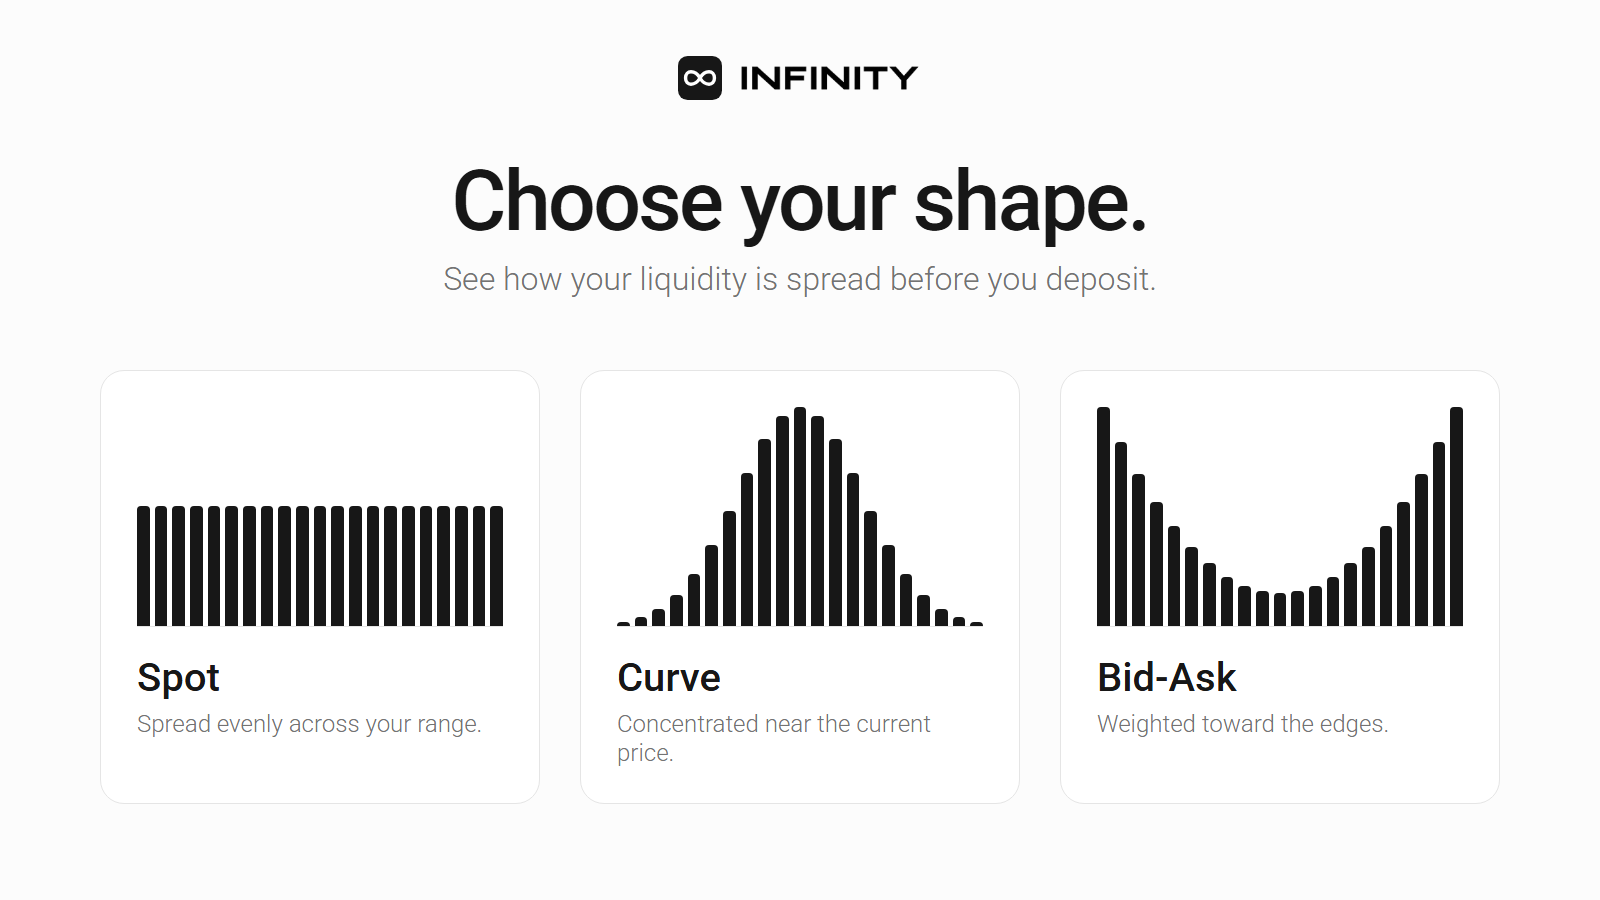 INFINITY
Choose your shape.
See how your liquidity is spread before you deposit.
Spot
Spread evenly across your range.
Curve
Concentrated near the current
price.
Bid-Ask
Weighted toward the edges.